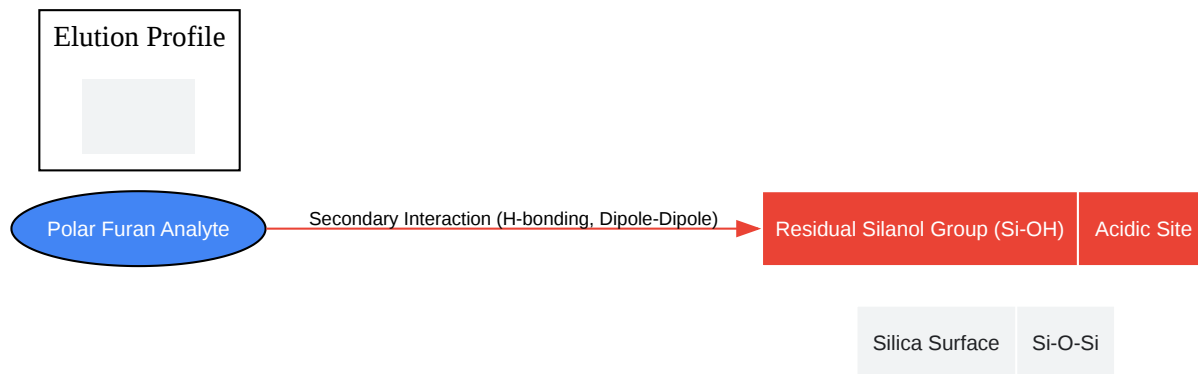 Elution Profile
Polar Furan Analyte
Secondary Interaction (H-bonding, Dipole-Dipole)
Residual Silanol Group (Si-OH)
Acidic Site
Silica Surface
Si-O-Si